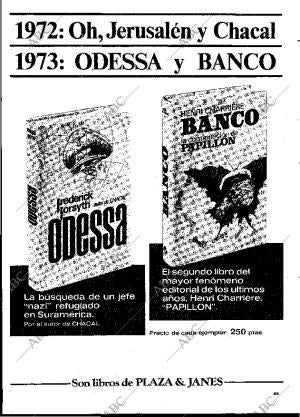 1972: Oh, Jerusalén y Chacal
1973: ODESSA y BANCO
frederick
forsyth
odessa
HENRI CHARRIERE
BANCO
PAPILLON
BANCO
La búsqueda de un jefe
"nazi" refugiado
en Suramérica.
Por el autor de CHACAL
El segundo libro del
mayor fenómeno
editorial de los últimos
años. Henri Charrière,
"PAPILLON".
Precio de cada ejemplar: 250 ptas.
Son libros de PLAZA & JANES